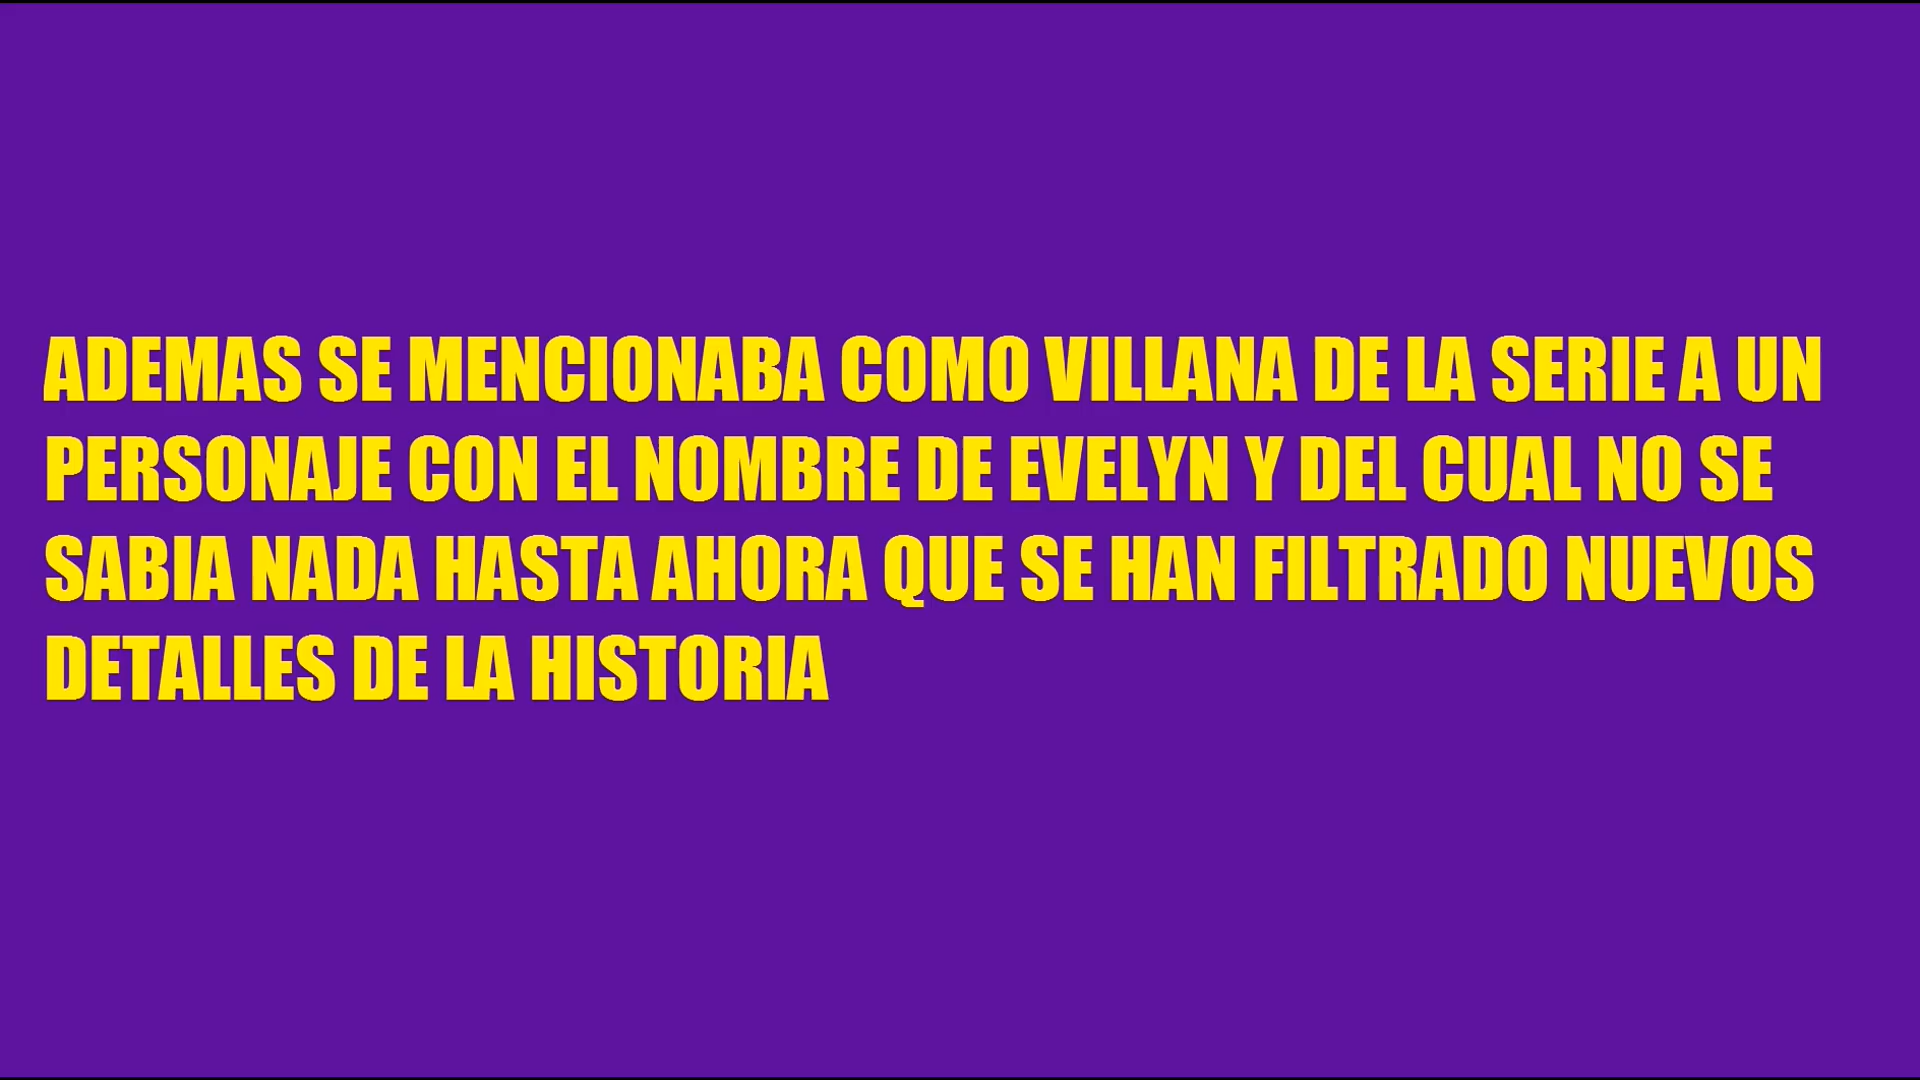 ADEMAS SE MENCIONABA COMO VILLANA DE LA SERIE A UN
PERSONAJE CON EL NOMBRE DE EVELYN Y DEL CUAL NO SE
SABIA NADA HASTA AHORA QUE SE HAN FILTRADO NUEVOS
DETALLES DE LA HISTORIA